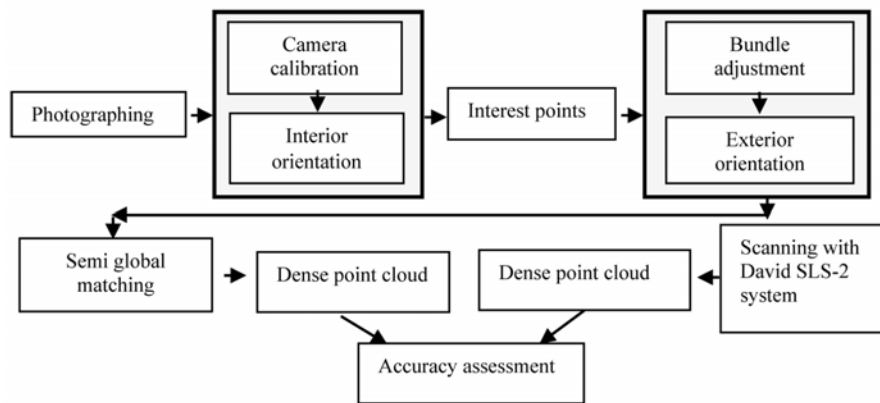 Photographing
Camera
calibration
Interior
orientation
Interest points
Bundle
adjustment
Exterior
orientation
Semi global
matching
Dense point cloud
Dense point cloud
Scanning with
David SLS-2
system
Accuracy assessment